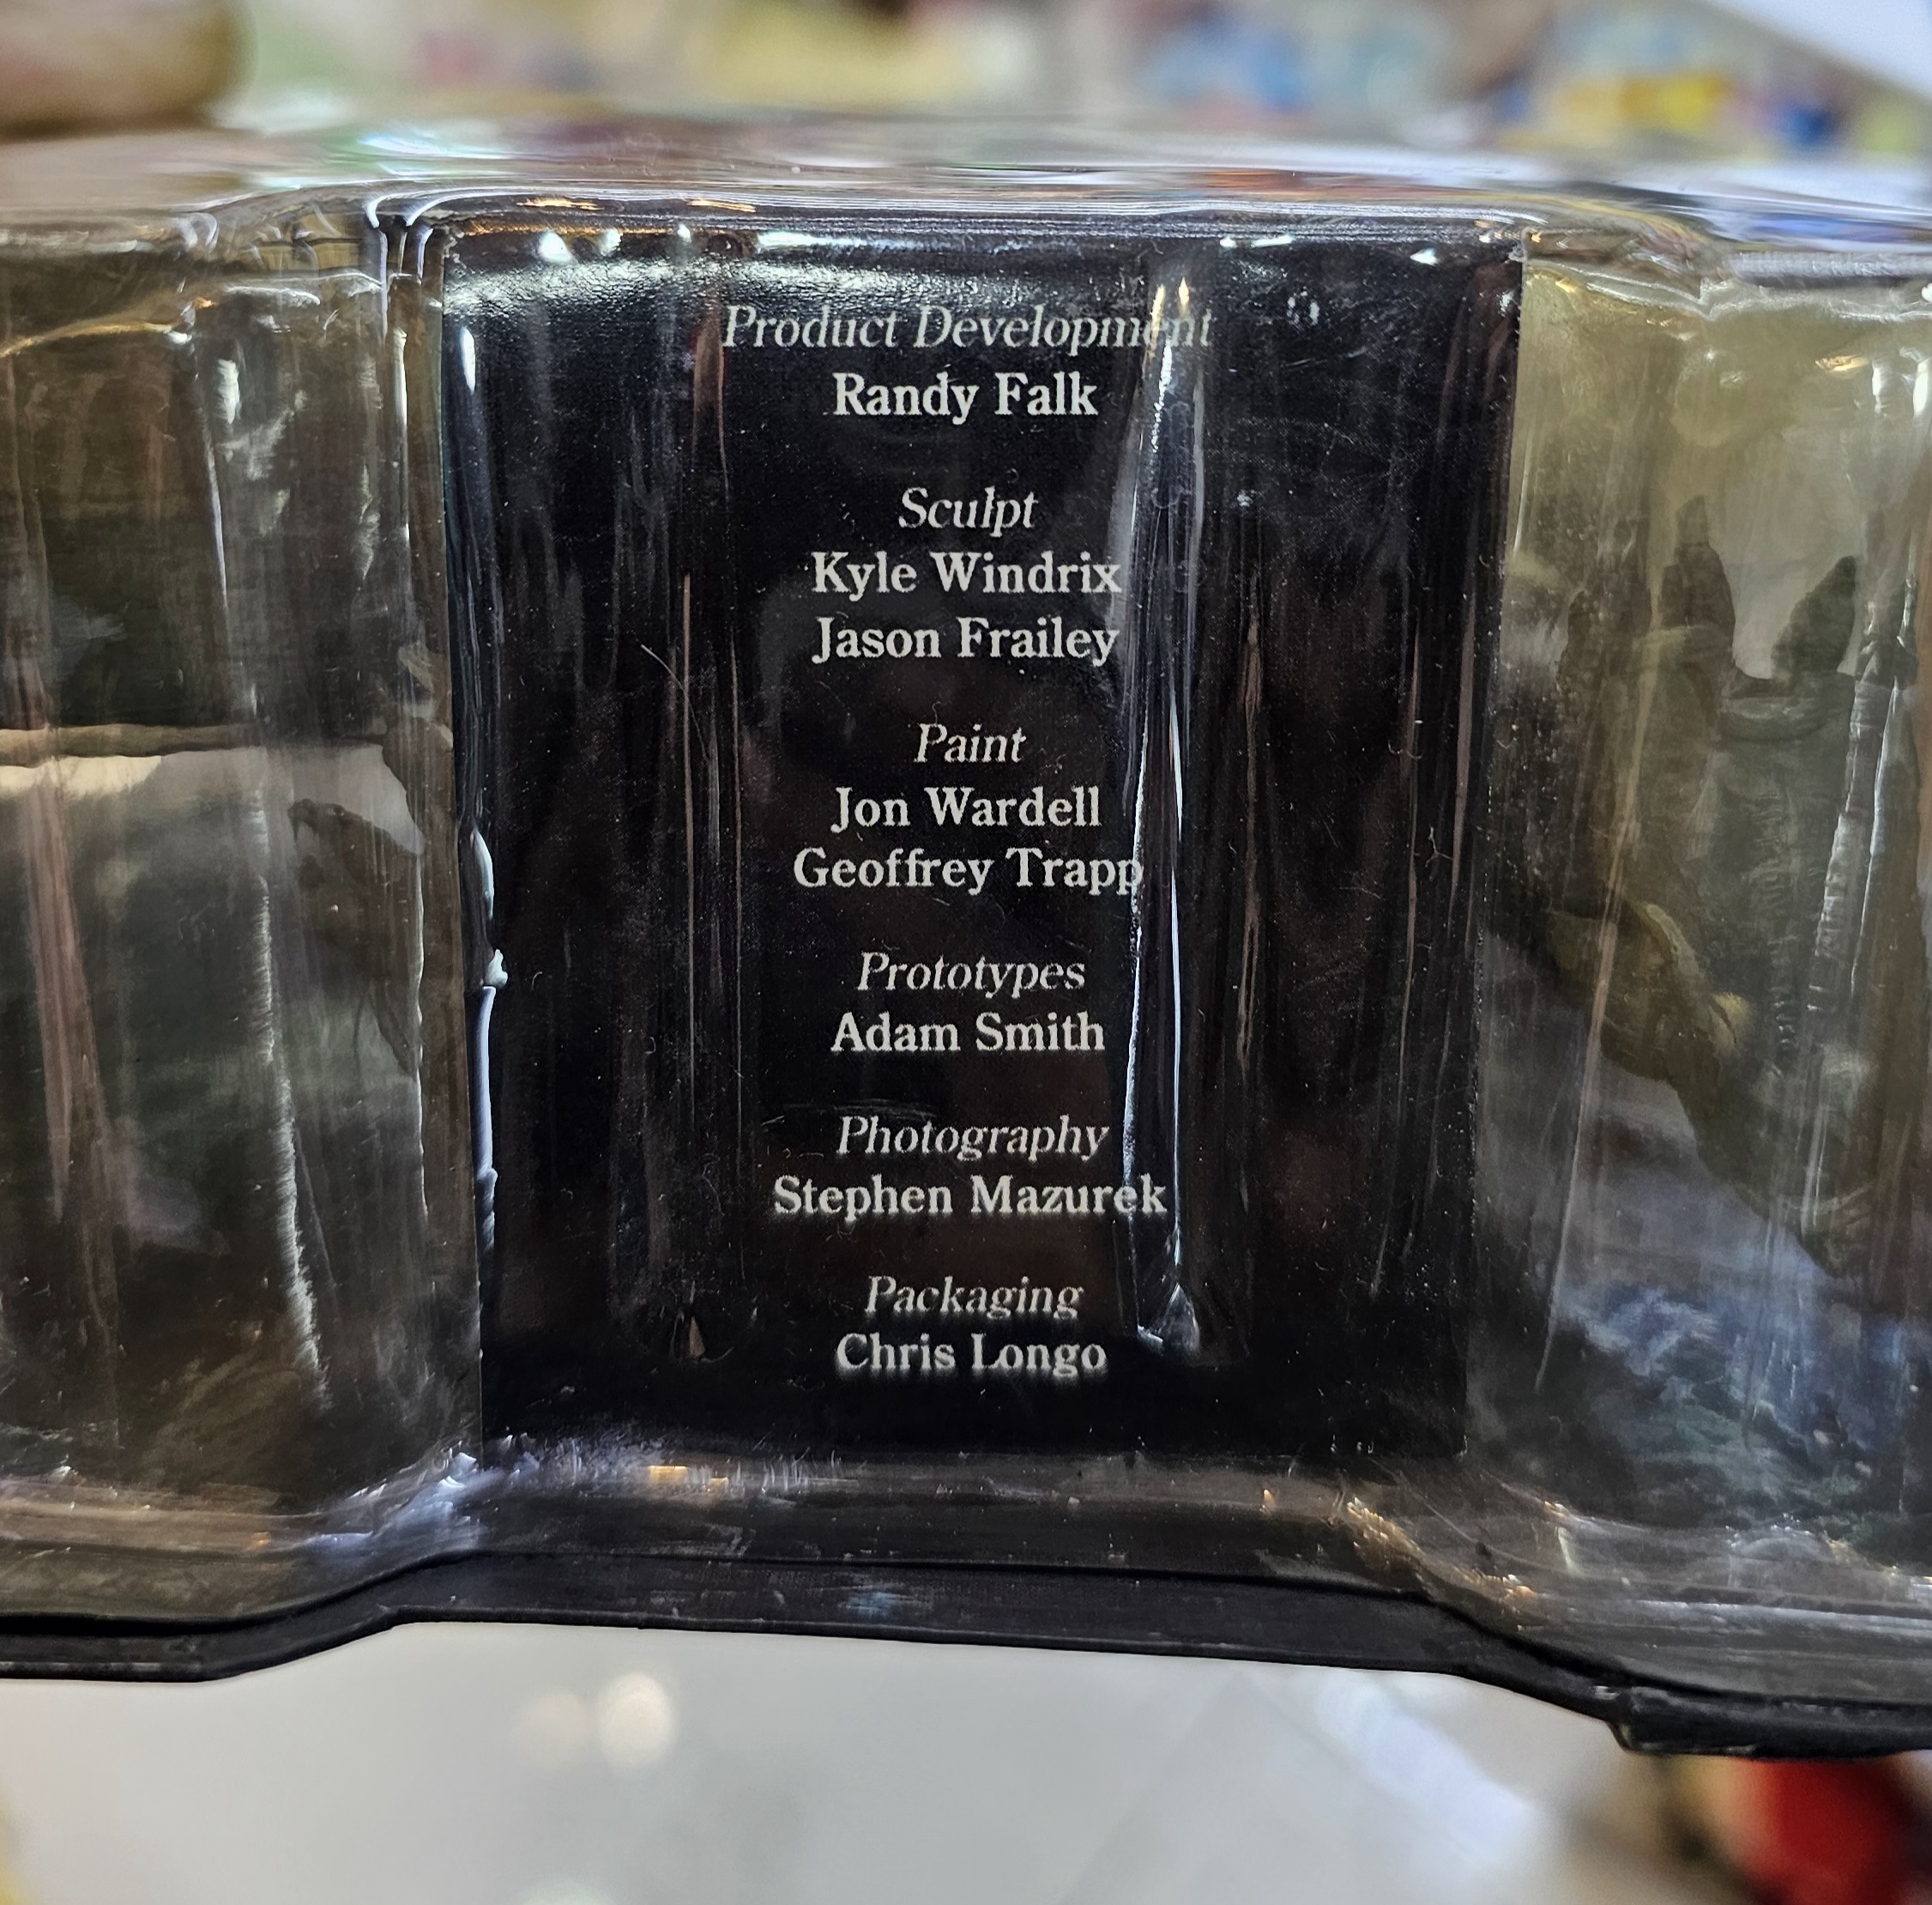 Product Development
Randy Falk
Sculpt
Kyle Windrix
Jason Frailey
Paint
Jon Wardell
Geoffrey Trapp
Prototypes
Adam Smith
Photography
Stephen Mazurek
Packaging
Chris Longo